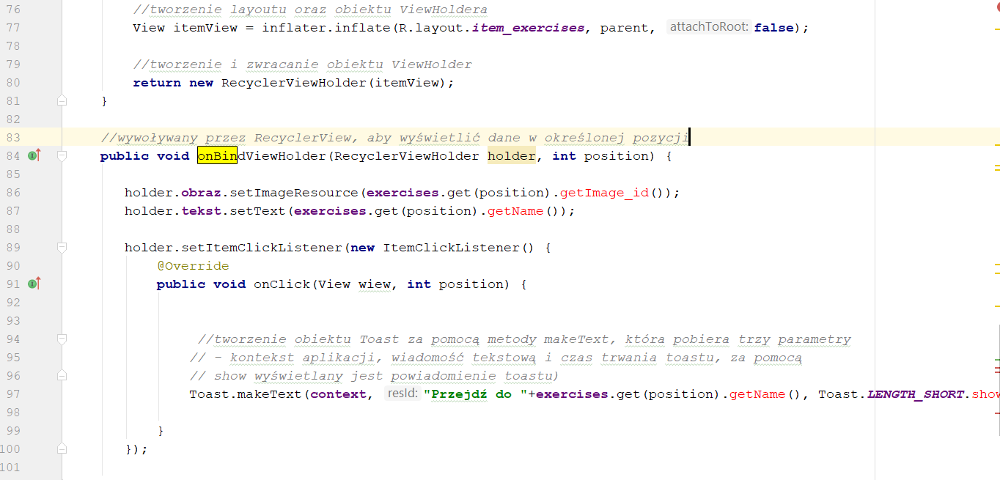 76 //tworzenie layoutu oraz obiektu ViewHoldera
77 View itemView = inflater.inflate(R.layout.item_exercises, parent, attachToRoot: false);
78
79 //tworzenie i zwracanie obiektu ViewHolder
80 return new RecyclerViewHolder(itemView);
81 }
82
83 //wywoływany przez RecyclerView, aby wyświetlić dane w określonej pozycji
84 public void onBindViewHolder(RecyclerViewHolder holder, int position) {
85
86 holder.obraz.setImageResource(exercises.get(position).getImage_id());
87 holder.tekst.setText(exercises.get(position).getName());
88
89 holder.setItemClickListener(new ItemClickListener() {
90 @Override
91 public void onClick(View wiew, int position) {
92
93
94 //tworzenie obiektu Toast za pomocą metody makeText, która pobiera trzy parametry
95 // - kontekst aplikacji, wiadomość tekstową i czas trwania toastu, za pomocą
96 // show wyświetlany jest powiadomienie toastu)
97 Toast.makeText(context, resId: "Przejdź do "+exercises.get(position).getName(), Toast.LENGTH_SHORT.show
98
99 }
100 });
101